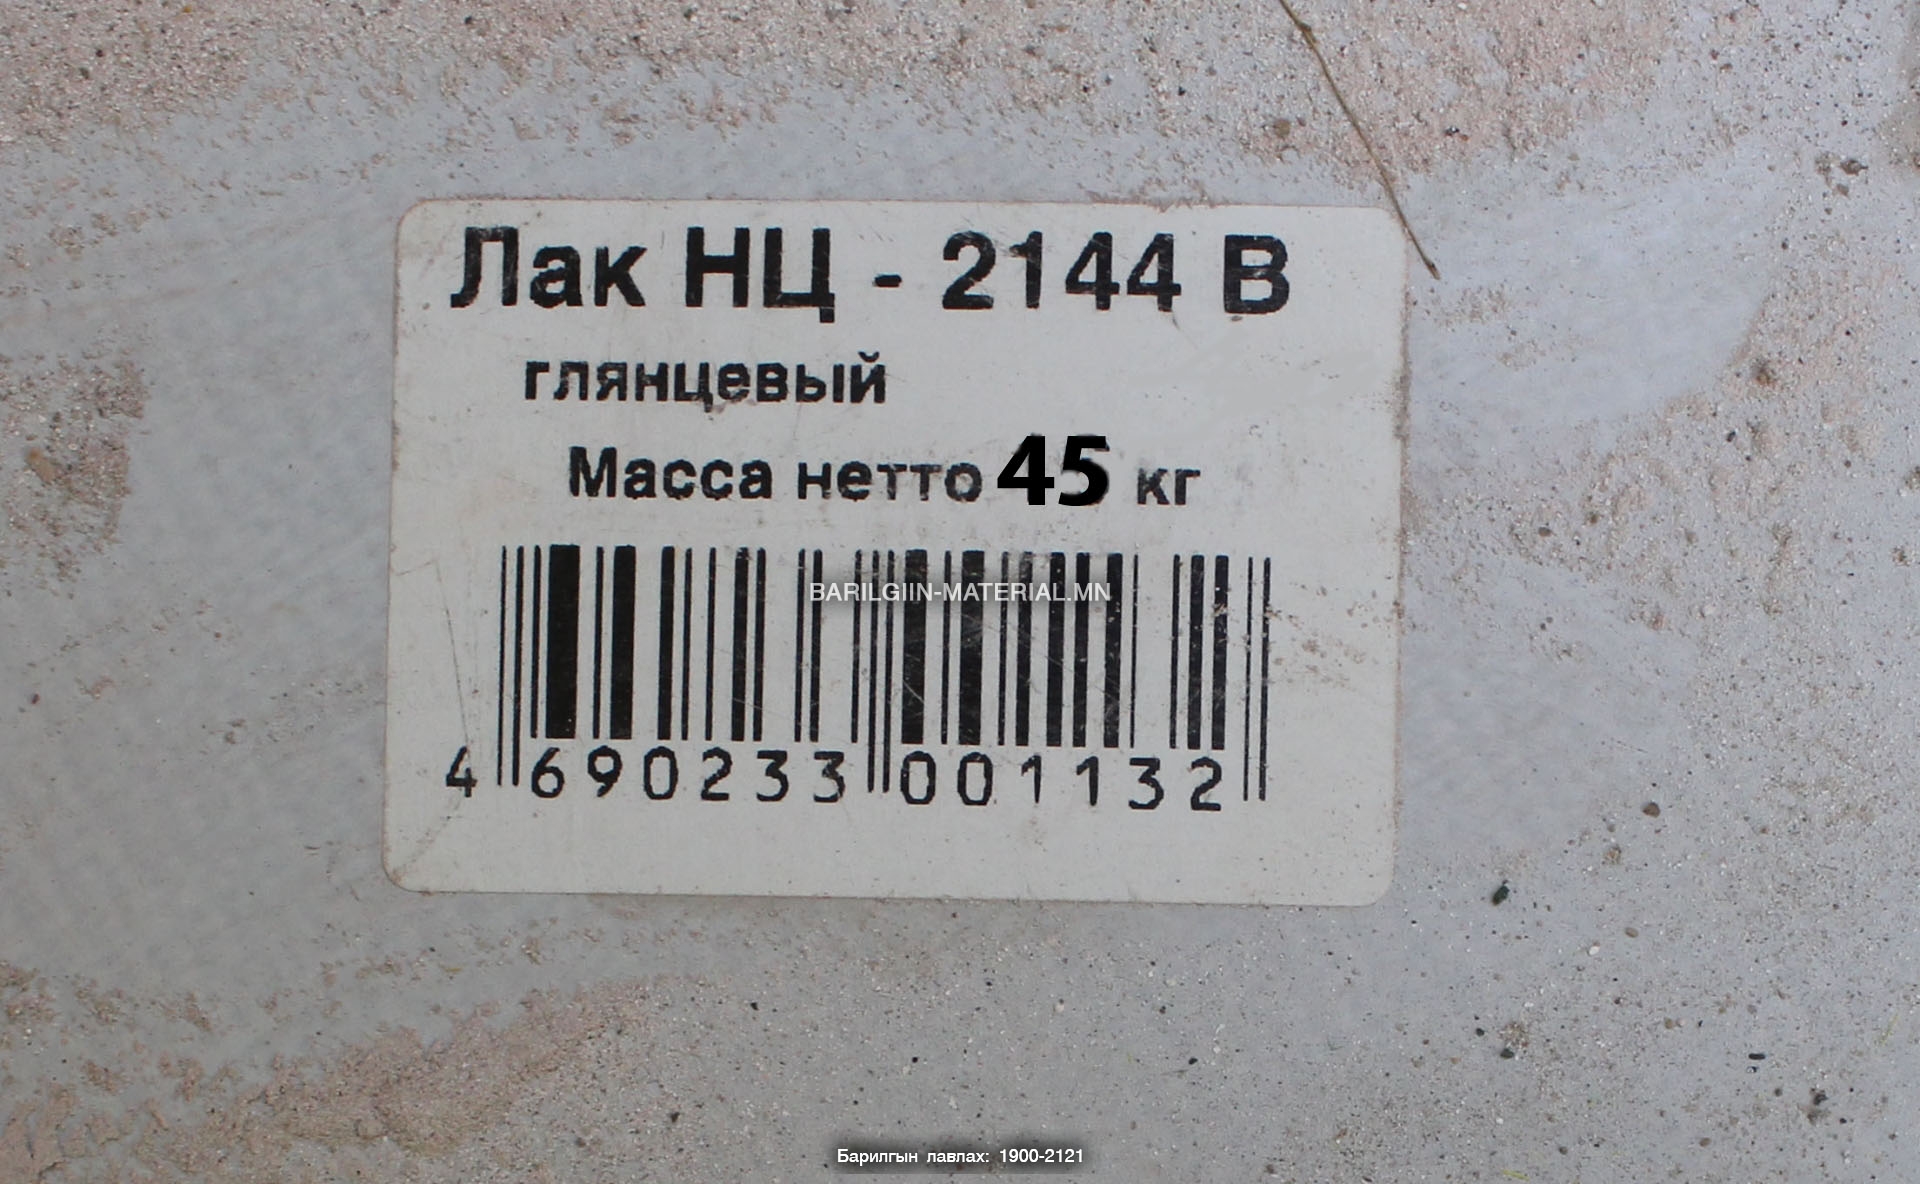 Лак НЦ - 2144 В
глянцевый
Масса нетто 45 кг
BARILGIIN-MATERIAL.MN
4 690233 001132
Барилгын лавлах: 1900-2121